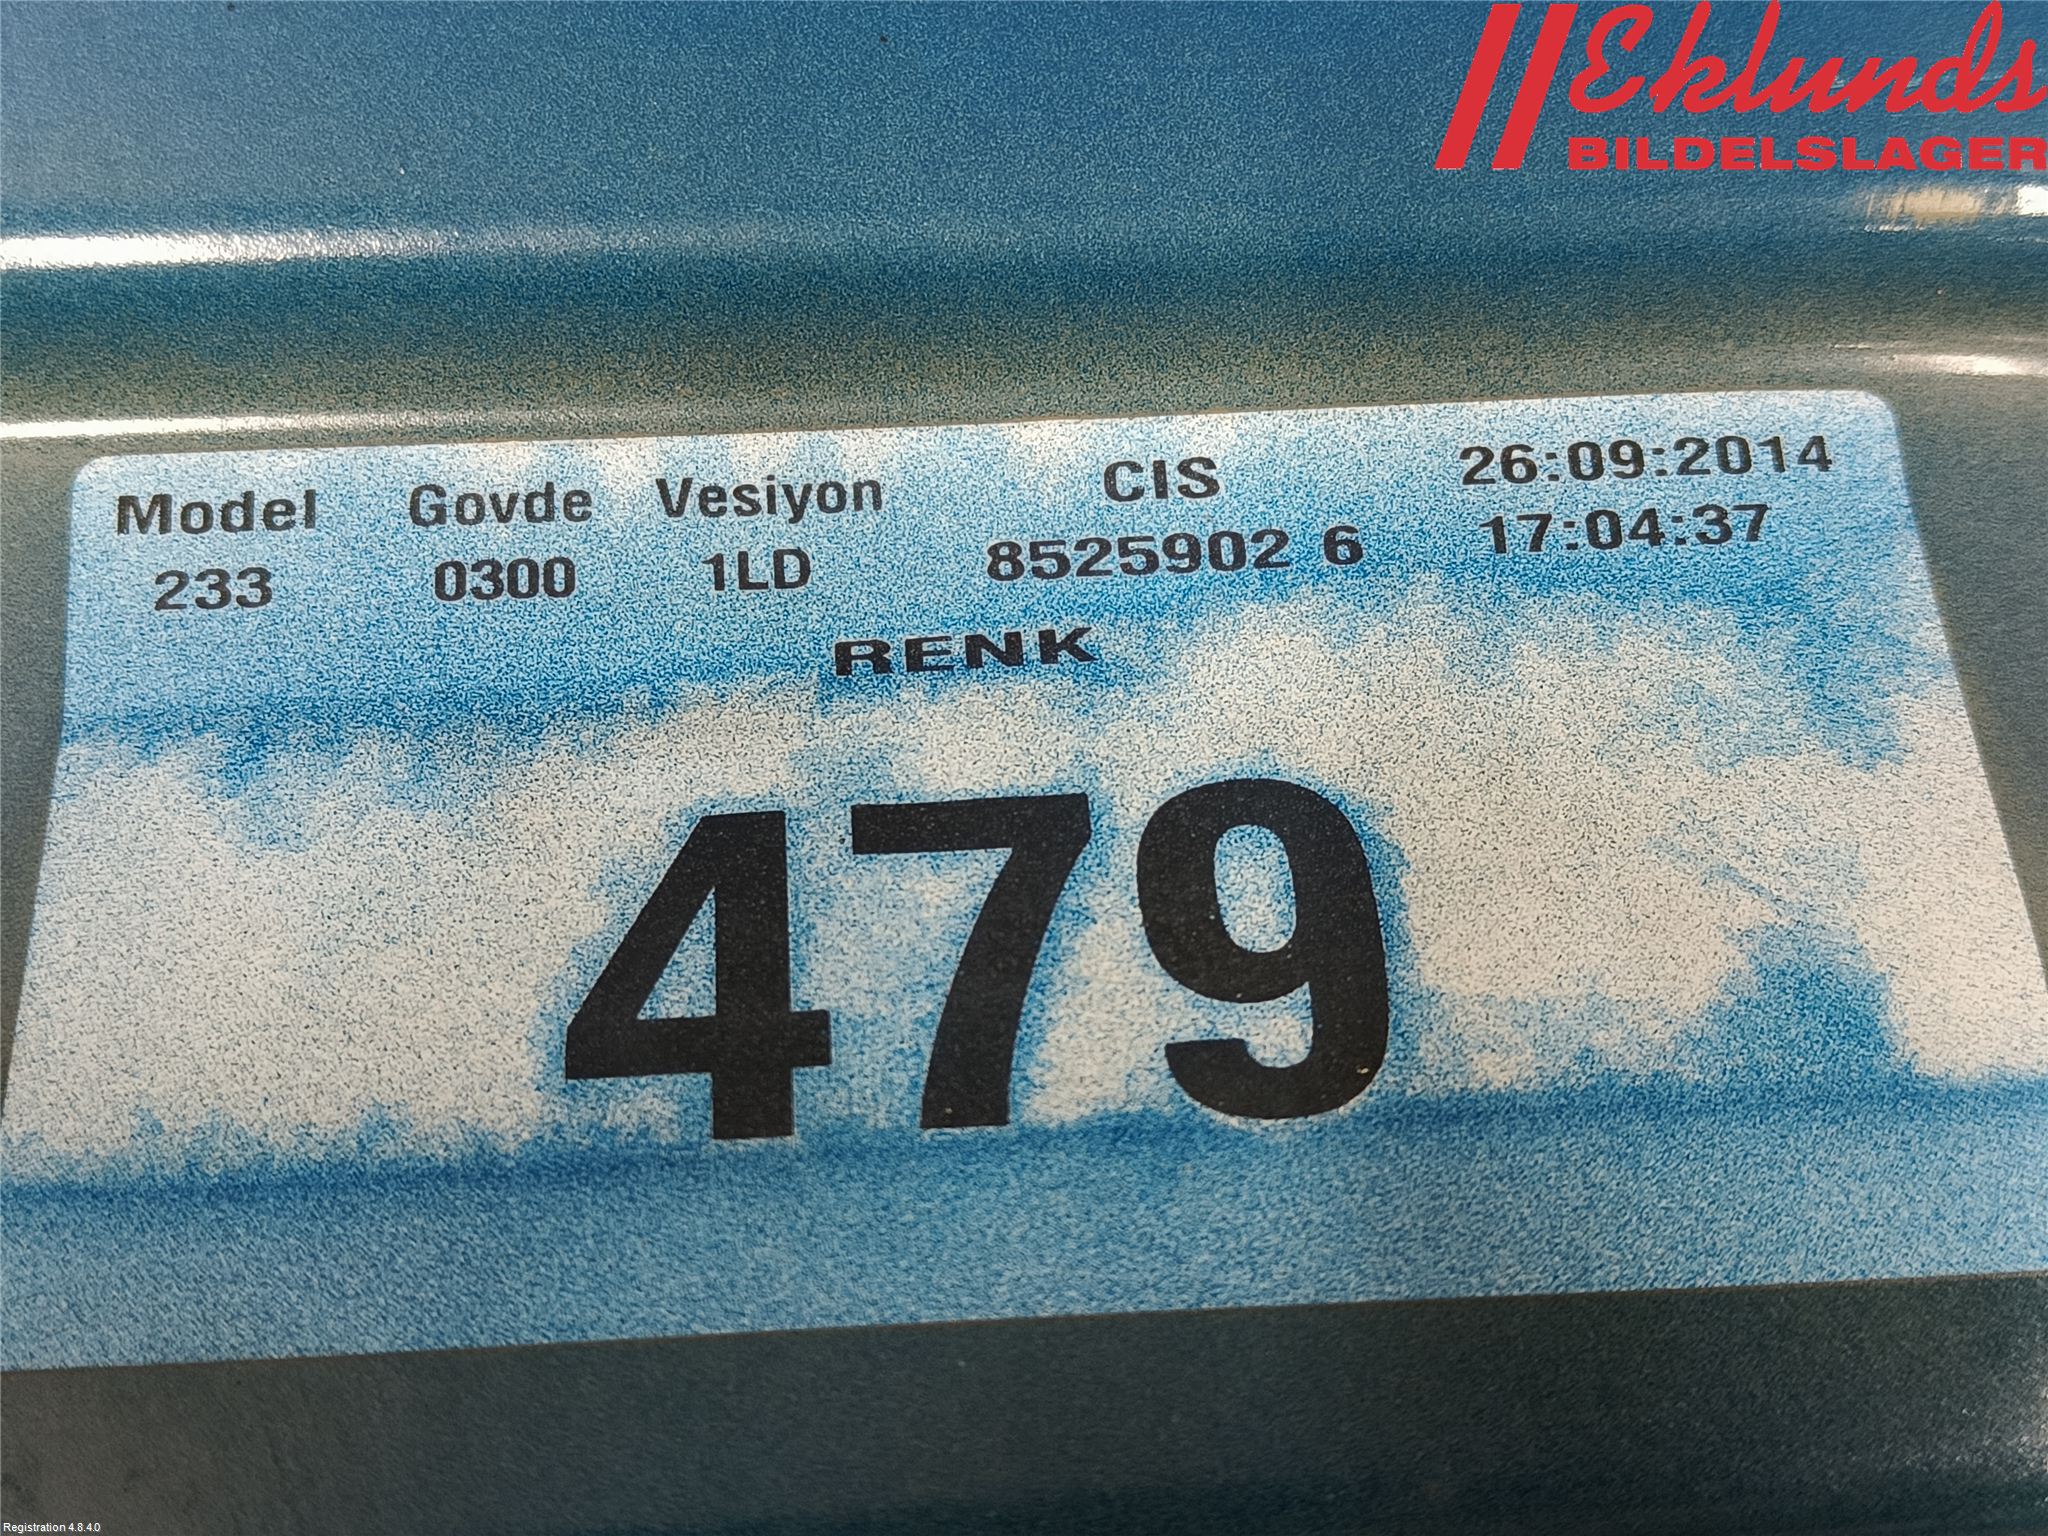 Eklunds
BILDELSLAGER
Model Govde Vesiyon CIS 26:09:2014
233 0300 1LD 8525902 6 17:04:37
RENK
479
Registration 4.8.4.0